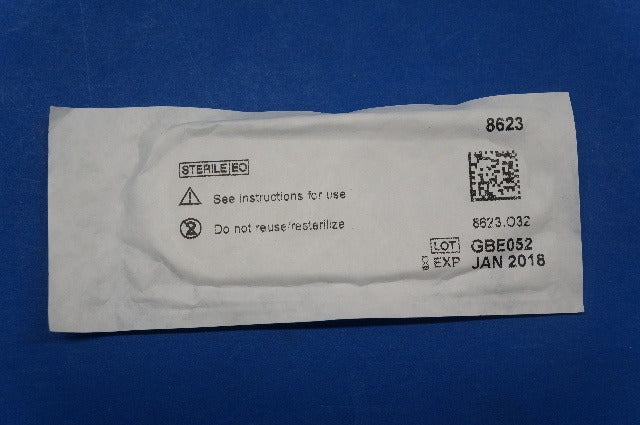 8623
STERILE EO
See instructions for use
Do not reuse/resterilize
8623.032
LOT GBE052
EXP JAN 2018